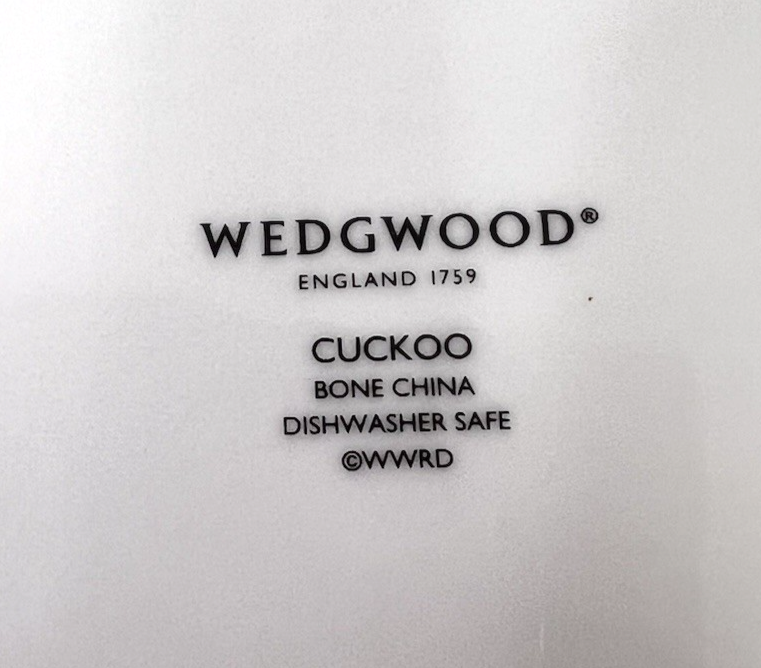 WEDGWOOD®
ENGLAND 1759
CUCKOO
BONE CHINA
DISHWASHER SAFE
©WWRD